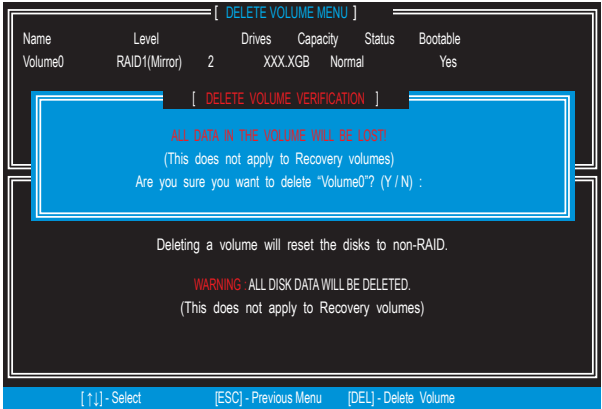 [ DELETE VOLUME MENU ]
Name Level Drives Capacity Status Bootable
Volume0 RAID1(Mirror) 2 XXX.XGB Normal Yes
[ DELETE VOLUME VERIFICATION ]
ALL DATA IN THE VOLUME WILL BE LOST!
(This does not apply to Recovery volumes)
Are you sure you want to delete “Volume0”? (Y / N) :
Deleting a volume will reset the disks to non-RAID.
WARNING : ALL DISK DATA WILL BE DELETED.
(This does not apply to Recovery volumes)
[↑↓] - Select [ESC] - Previous Menu [DEL] - Delete Volume